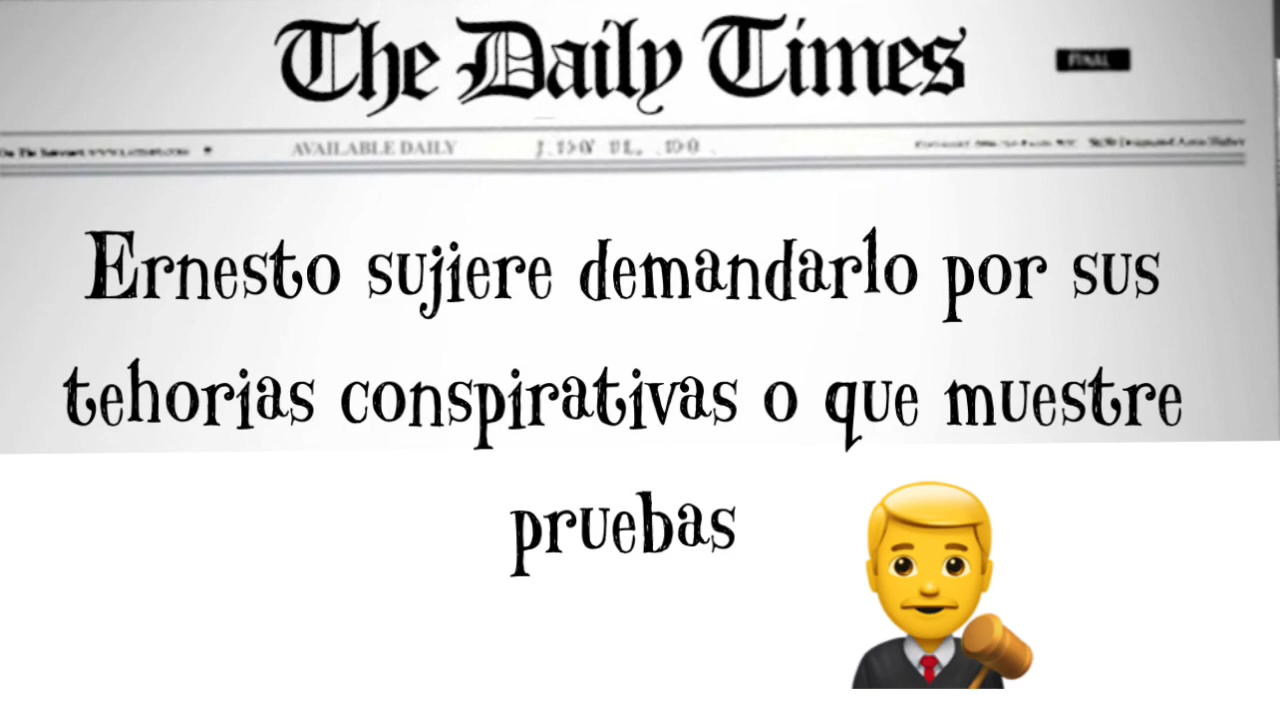 The Daily Times
FINAL
AVAILABLE DAILY
Ernesto sujiere demandarlo por sus
tehorias conspirativas o que muestre
pruebas